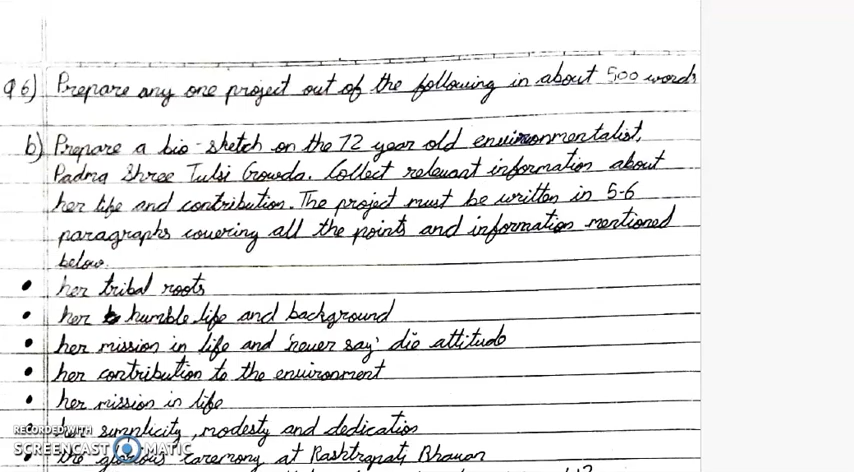 Q6) Prepare any one project out of the following in about 500 words
b) Prepare a bio-sketch on the 72 year old environmentalist,
Padma Shree Tulsi Gowda. Collect relevant information about
her life and contribution. The project must be written in 5-6
paragraphs covering all the points and information mentioned
below.
• her tribal roots
• her humble life and background
• her mission in life and 'never say' die attitude
• her contribution to the environment
• her mission in life
• her simplicity, modesty and dedication
• the glorious ceremony at Rashtrapati Bhavan
RECORDED WITH
SCREENCAST MATIC